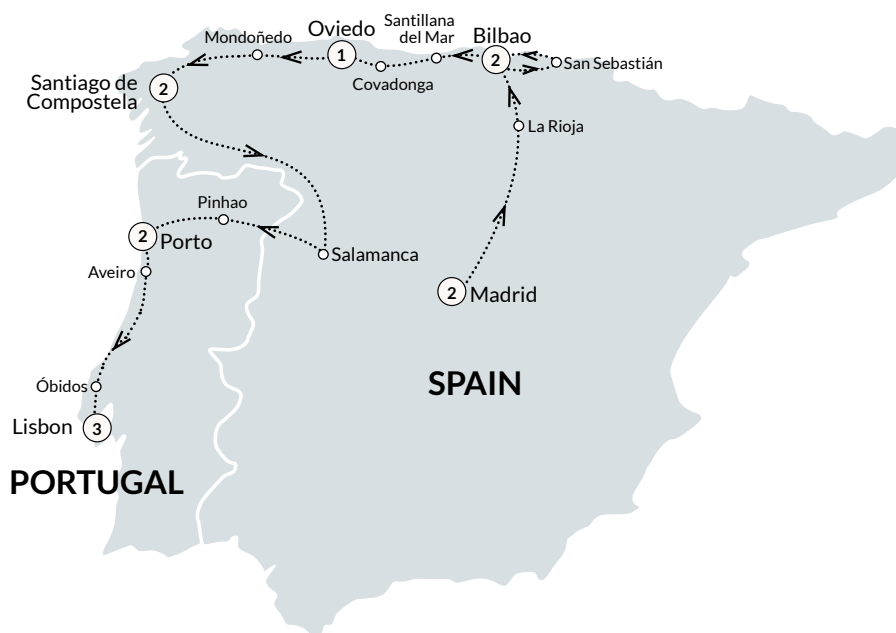 Mondoñedo
Oviedo
1
Santillana
del Mar
Bilbao
2
San Sebastián
Covadonga
Santiago de
Compostela
2
La Rioja
Pinhao
2
Porto
Salamanca
Aveiro
2
Madrid
Óbidos
SPAIN
Lisbon
3
PORTUGAL